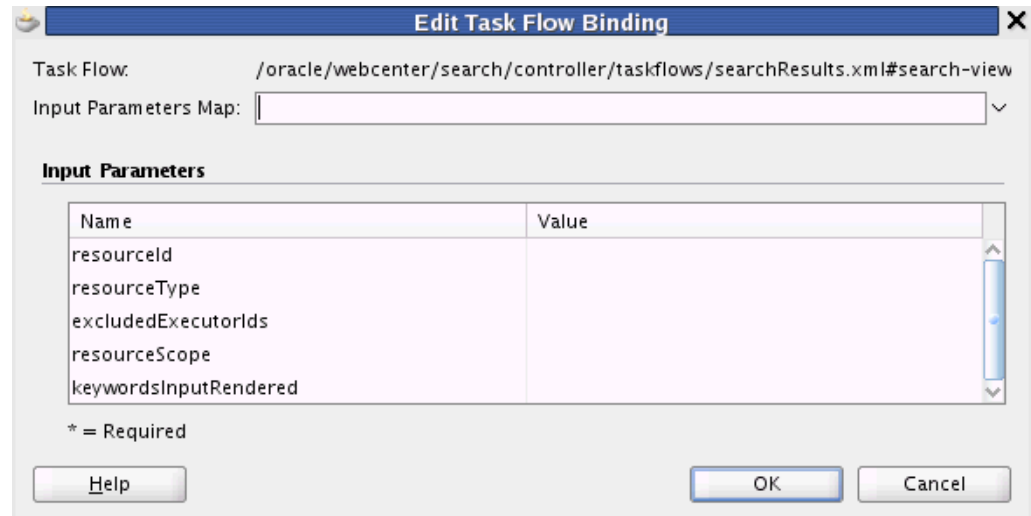 Edit Task Flow Binding
Task Flow: /oracle/webcenter/search/controller/taskflows/searchResults.xml#search-view
Input Parameters Map:
Input Parameters
Name Value
resourceId
resourceType
excludedExecutorIds
resourceScope
keywordsInputRendered
* = Required
Help OK Cancel